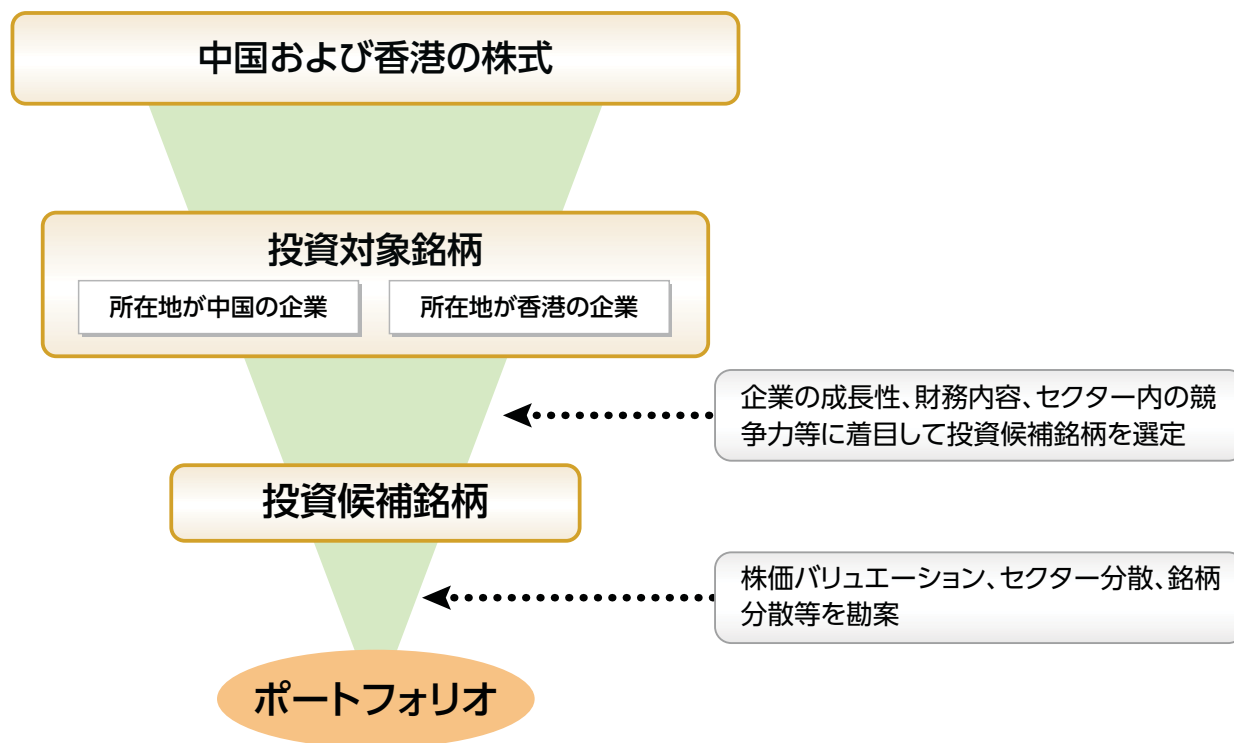 中国および香港の株式
投資対象銘柄
所在地が中国の企業
所在地が香港の企業
企業の成長性、財務内容、セクター内の競
争力等に着目して投資候補銘柄を選定
投資候補銘柄
株価バリュエーション、セクター分散、銘柄
分散等を勘案
ポートフォリオ